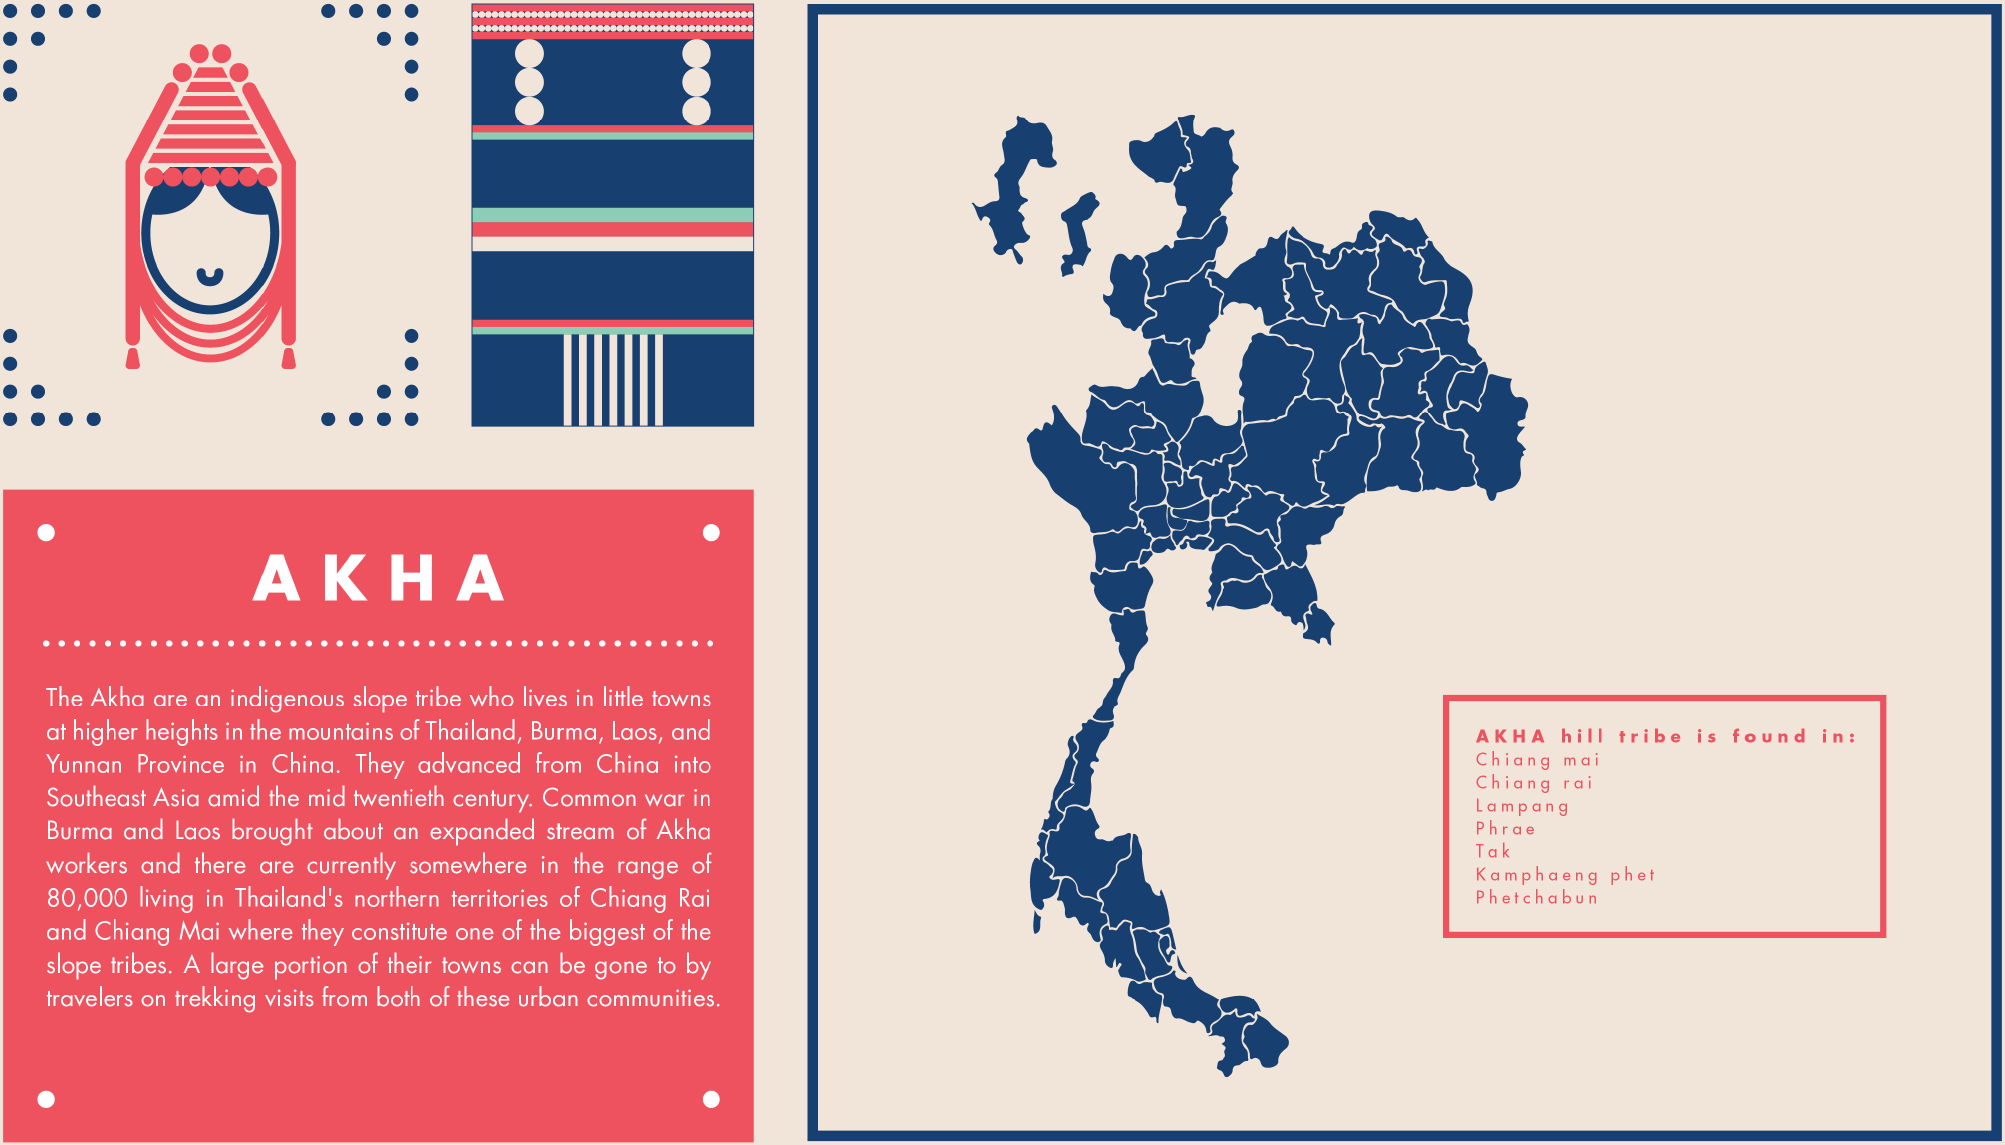 AKHA
The Akha are an indigenous slope tribe who lives in little towns
at higher heights in the mountains of Thailand, Burma, Laos, and
Yunnan Province in China. They advanced from China into
Southeast Asia amid the mid twentieth century. Common war in
Burma and Laos brought about an expanded stream of Akha
workers and there are currently somewhere in the range of
80,000 living in Thailand's northern territories of Chiang Rai
and Chiang Mai where they constitute one of the biggest of the
slope tribes. A large portion of their towns can be gone to by
travelers on trekking visits from both of these urban communities.
AKHA hill tribe is found in:
Chiang mai
Chiang rai
Lampang
Phrae
Tak
Kamphaeng phet
Phetchabun